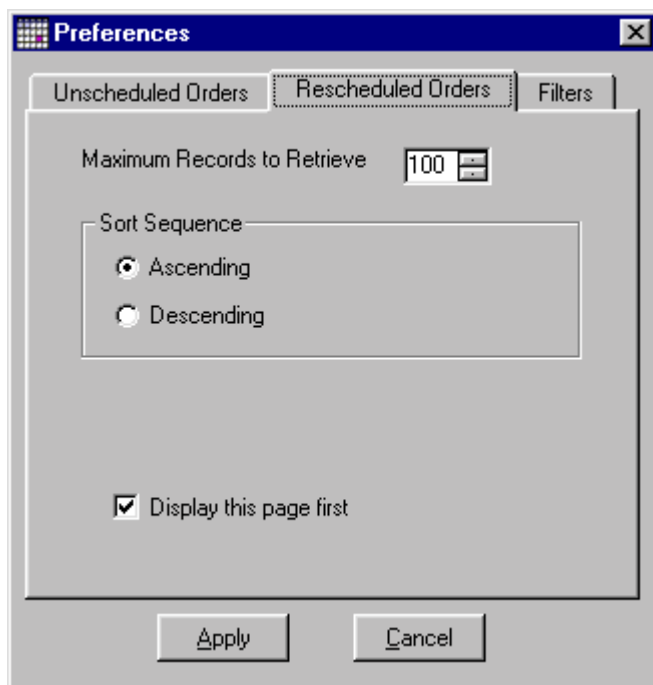 Preferences
Unscheduled Orders Rescheduled Orders Filters
Maximum Records to Retrieve 100
Sort Sequence
Ascending
Descending
Display this page first
Apply Cancel